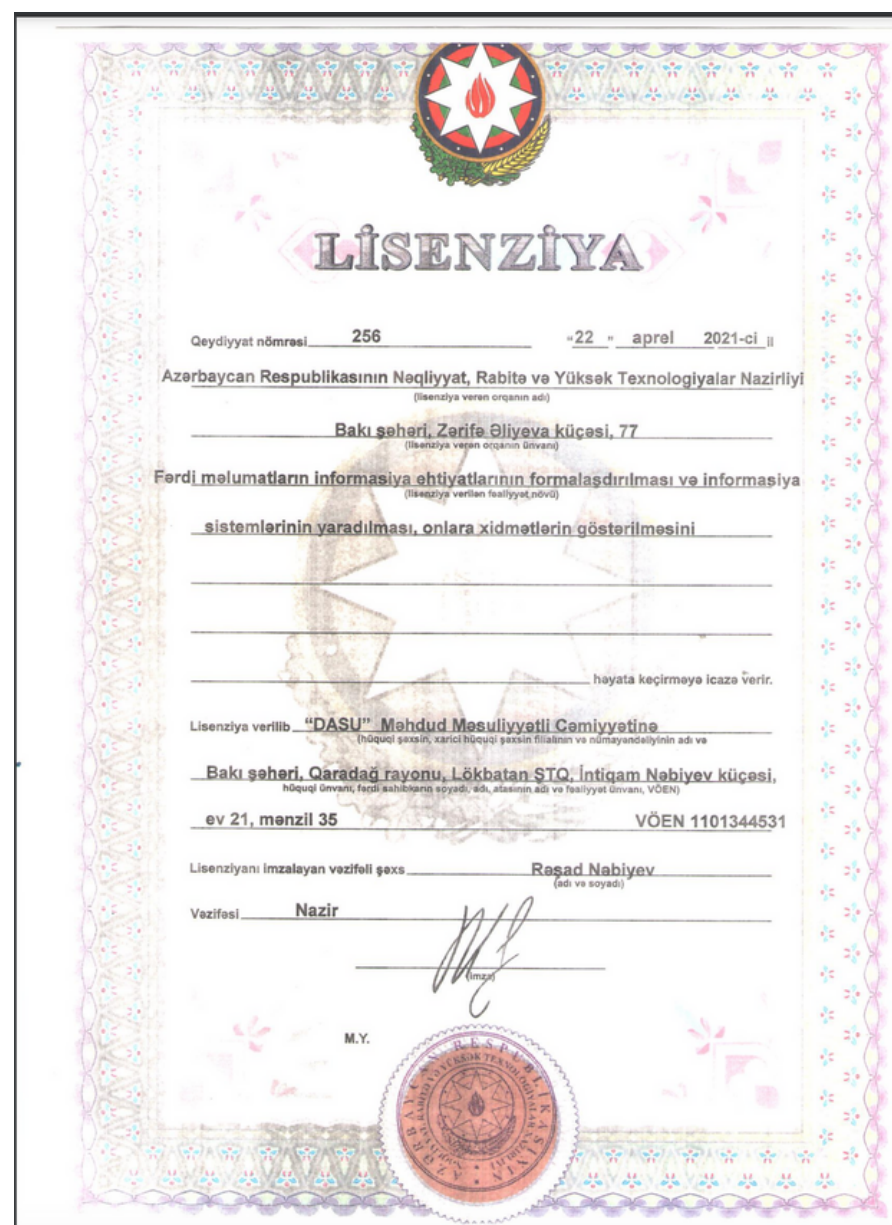 LİSENZİYA
Qeydiyyat nömrəsi 256 "22 " aprel 2021-ci il
Azərbaycan Respublikasının Nəqliyyat, Rabitə və Yüksək Texnologiyalar Nazirliyi
(lisenziya verən orqanın adı)
Bakı şəhəri, Zərifə Əliyeva küçəsi, 77
(lisenziya verən orqanın ünvanı)
Fərdi məlumatların informasiya ehtiyatlarının formalaşdırılması və informasiya
(lisenziya verilən fəaliyyət növü)
sistemlərinin yaradılması, onlara xidmətlərin göstərilməsini
həyata keçirməyə icazə verir.
Lisenziya verilib "DASU" Məhdud Məsuliyyətli Cəmiyyətinə
(hüquqi şəxsin, xarici hüquqi şəxsin filialının və nümayəndəliyinin adı və
Bakı şəhəri, Qaradağ rayonu, Lökbatan ŞTQ, İntiqam Nəbiyev küçəsi,
hüquqi ünvanı, fərdi sahibkarın soyadı, adı, atasının adı və fəaliyyət ünvanı, VÖEN)
ev 21, mənzil 35 VÖEN 1101344531
Lisenziyanı imzalayan vəzifəli şəxs Rəşad Nəbiyev
(adı və soyadı)
Vəzifəsi Nazir
(imza)
M.Y.
AZƏRBAYCAN RESPUBLİKASININ